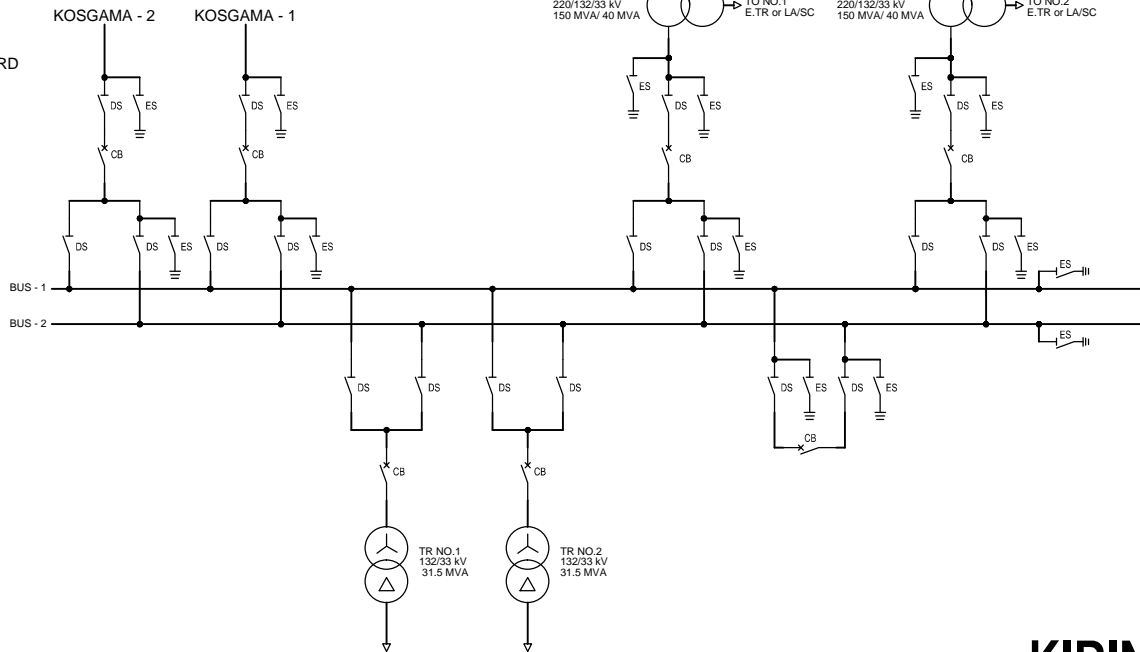 KOSGAMA - 2 KOSGAMA - 1
220/132/33 kV
150 MVA/ 40 MVA
TO NO.1
E.TR or LA/SC
220/132/33 kV
150 MVA/ 40 MVA
TO NO.2
E.TR or LA/SC
RD
DS ES DS ES ES DS ES ES DS ES
CB CB CB CB
DS DS ES DS DS ES DS DS ES DS DS ES
ES
BUS - 1
BUS - 2
ES
DS DS DS DS DS ES DS ES
CB
CB CB
TR NO.1
132/33 kV
31.5 MVA
TR NO.2
132/33 kV
31.5 MVA